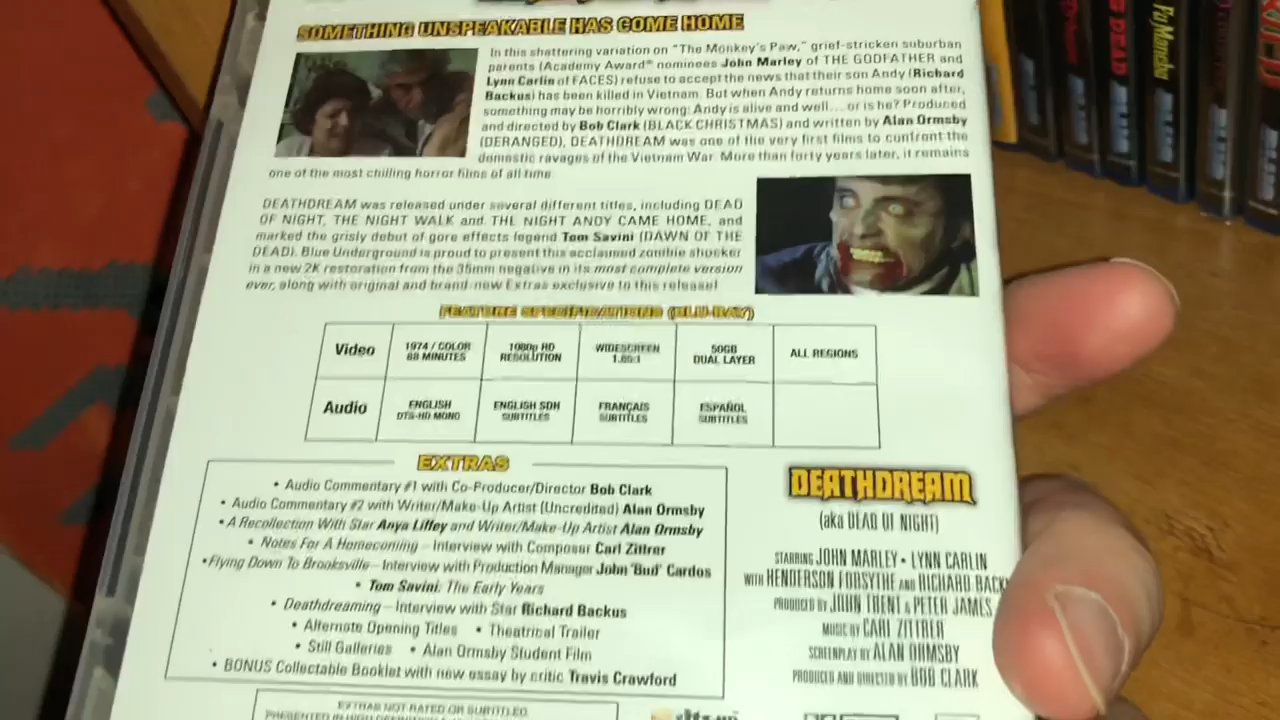 SOMETHING UNSPEAKABLE HAS COME HOME
In this shattering variation on "The Monkey's Paw," grief-stricken suburban
parents (Academy Award® nominees John Marley of THE GODFATHER and
Lynn Carlin of FACES) refuse to accept the news that their son Andy (Richard
Backus) has been killed in Vietnam. But when Andy returns home soon after,
something may be horribly wrong: Andy is alive and well... or is he? Produced
and directed by Bob Clark (BLACK CHRISTMAS) and written by Alan Ormsby
(DERANGED), DEATHDREAM was one of the very first films to confront the
domestic ravages of the Vietnam War. More than forty years later, it remains
one of the most chilling horror films of all time.
DEATHDREAM was released under several different titles, including DEAD
OF NIGHT, THE NIGHT WALK and THE NIGHT ANDY CAME HOME, and
marked the grisly debut of gore effects legend Tom Savini (DAWN OF THE
DEAD). Blue Underground is proud to present this acclaimed zombie shocker
in a new 2K restoration from the 35mm negative in its most complete version
ever, along with original and brand-new Extras exclusive to this release!
FEATURE SPECIFICATIONS (BLU-RAY)
Video
1974 / COLOR
88 MINUTES
1080p HD
RESOLUTION
WIDESCREEN
1.85:1
50GB
DUAL LAYER
ALL REGIONS
Audio
ENGLISH
DTS-HD MONO
ENGLISH SDH
SUBTITLES
FRANÇAIS
SUBTITLES
ESPAÑOL
SUBTITLES
EXTRAS
• Audio Commentary #1 with Co-Producer/Director Bob Clark
• Audio Commentary #2 with Writer/Make-Up Artist (Uncredited) Alan Ormsby
• A Recollection With Star Anya Liffey and Writer/Make-Up Artist Alan Ormsby
• Notes For A Homecoming – Interview with Composer Carl Zittrer
• Flying Down To Brooksville – Interview with Production Manager John 'Bud' Cardos
• Tom Savini: The Early Years
• Deathdreaming – Interview with Star Richard Backus
• Alternate Opening Titles • Theatrical Trailer
• Still Galleries • Alan Ormsby Student Film
• BONUS Collectable Booklet with new essay by critic Travis Crawford
EXTRAS NOT RATED OR SUBTITLED.
DEATHDREAM
(aka DEAD OF NIGHT)
STARRING JOHN MARLEY • LYNN CARLIN
WITH HENDERSON FORSYTHE AND RICHARD BACK
PRODUCED BY JOHN TRENT & PETER JAMES
MUSIC BY CARL ZITTRER
SCREENPLAY BY ALAN ORMSBY
PRODUCED AND DIRECTED BY BOB CLARK
DEAD
Fu Manchu